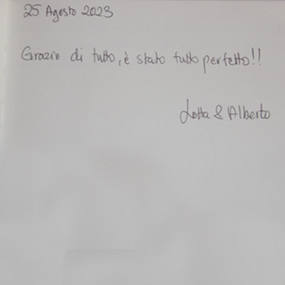 25 Agosto 2023
Grazie di tutto, è stato tutto perfetto!!
Lotta & Alberto